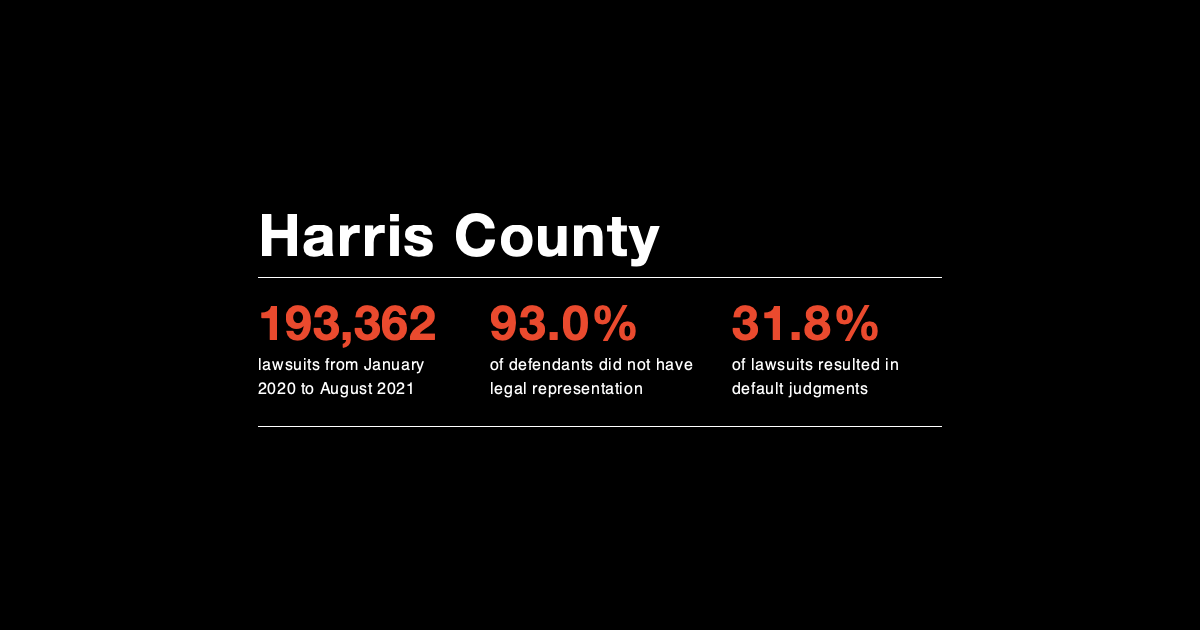 Harris County
193,362
lawsuits from January
2020 to August 2021
93.0%
of defendants did not have
legal representation
31.8%
of lawsuits resulted in
default judgments